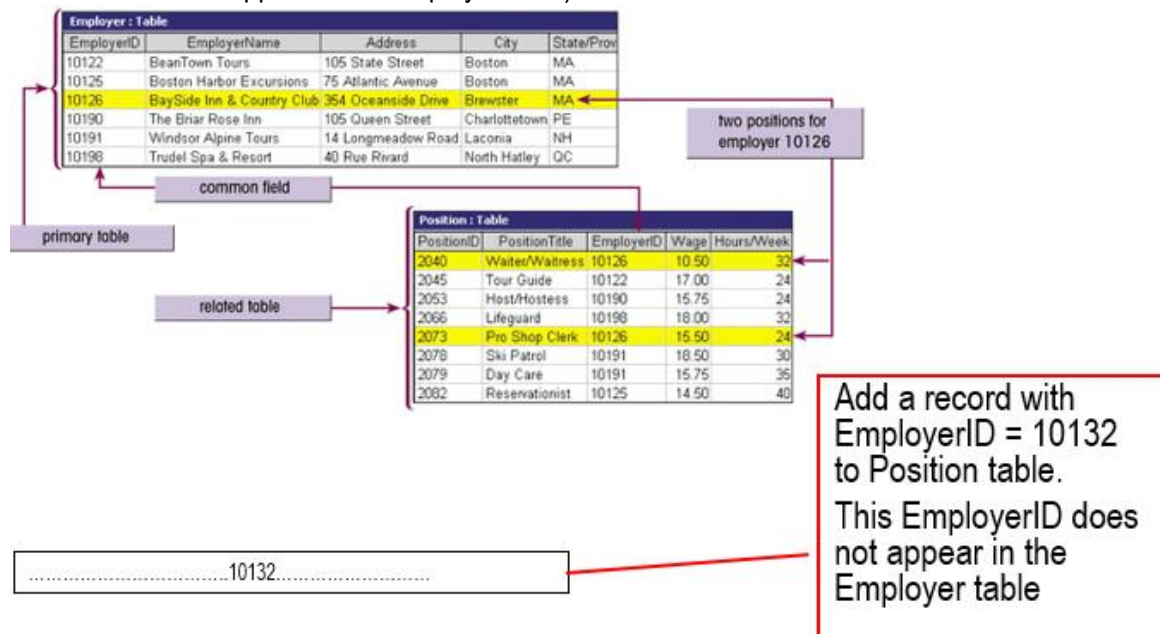 Employer : Table
EmployerID EmployerName Address City State/Prov
10122 BeanTown Tours 105 State Street Boston MA
10125 Boston Harbor Excursions 75 Atlantic Avenue Boston MA
10126 BaySide Inn & Country Club 354 Oceanside Drive Brewster MA
10190 The Briar Rose Inn 105 Queen Street Charlottetown PE
10191 Windsor Alpine Tours 14 Longmeadow Road Laconia NH
10198 Trudel Spa & Resort 40 Rue Rivard North Hatley QC
two positions for
employer 10126
common field
primary table
Position : Table
PositionID PositionTitle EmployerID Wage Hours/Week
2040 Waiter/Waitress 10126 10.50 32
2045 Tour Guide 10122 17.00 24
2053 Host/Hostess 10190 15.75 24
2066 Lifeguard 10198 18.00 32
2073 Pro Shop Clerk 10126 15.50 24
2078 Ski Patrol 10191 18.50 30
2079 Day Care 10191 15.75 35
2082 Reservationist 10125 14.50 40
related table
Add a record with
EmployerID = 10132
to Position table.
This EmployerID does
not appear in the
Employer table
………………………………10132………………………